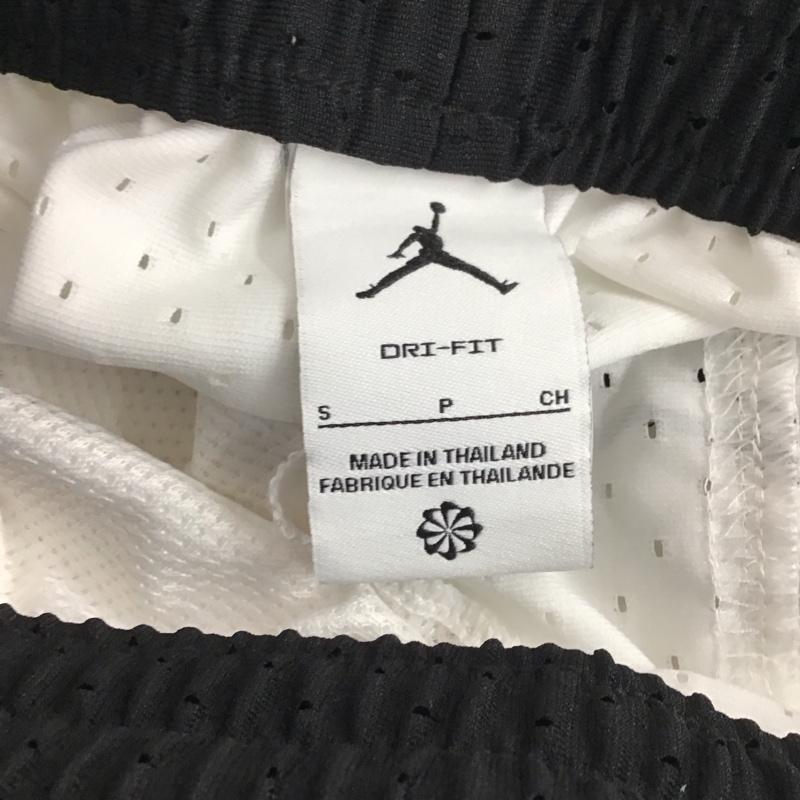 DRI-FIT
S P CH
MADE IN THAILAND
FABRIQUE EN THAILANDE